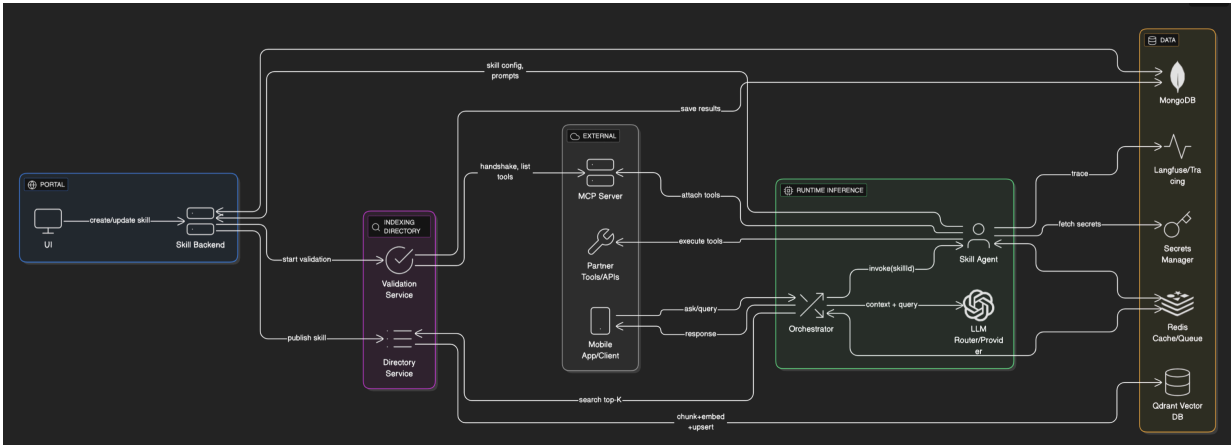 DATA
skill config,
prompts
MongoDB
save results
EXTERNAL
handshake, list
tools
MCP Server
attach tools
trace
Langfuse/Tra
cing
PORTAL
create/update skill
UI
Skill Backend
RUNTIME INFERENCE
INDEXING
DIRECTORY
fetch secrets
Secrets
Manager
execute tools
Partner
Tools/APIs
Skill Agent
start validation
Validation
Service
invoke(skillId)
ask/query
context + query
Orchestrator
LLM
Router/Provid
er
response
Mobile
App/Client
Redis
Cache/Queue
publish skill
Directory
Service
search top-K
chunk+embed
+upsert
Qdrant Vector
DB